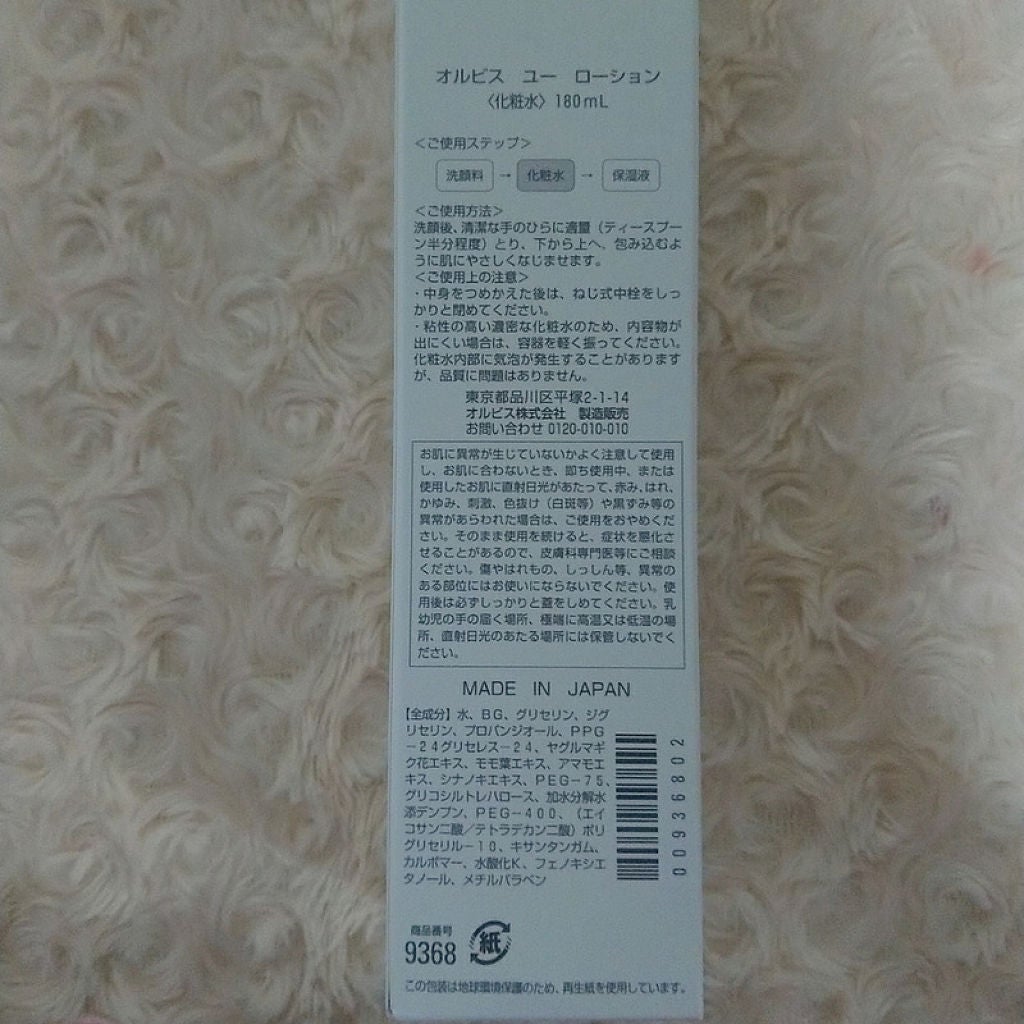 オルビス ユー ローション
〈化粧水〉180mL
＜ご使用ステップ＞
洗顔料 → 化粧水 → 保湿液
＜ご使用方法＞
洗顔後、清潔な手のひらに適量（ティースプー
ン半分程度）とり、下から上へ、包み込むよ
うに肌にやさしくなじませます。
＜ご使用上の注意＞
・中身をつめかえた後は、ねじ式中栓をしっ
かりと閉めてください。
・粘性の高い濃密な化粧水のため、内容物が
出にくい場合は、容器を軽く振ってください。
化粧水内部に気泡が発生することがあります
が、品質に問題はありません。
東京都品川区平塚2-1-14
オルビス株式会社 製造販売
お問い合わせ 0120-010-010
お肌に異常が生じていないかよく注意して使用
し、お肌に合わないとき、即ち使用中、または
使用したお肌に直射日光があたって、赤み、はれ、
かゆみ、刺激、色抜け（白斑等）や黒ずみ等の
異常があらわれた場合は、ご使用をおやめくだ
さい。そのまま使用を続けると、症状を悪化さ
せることがあるので、皮膚科専門医等にご相談
ください。傷やはれもの、しっしん等、異常の
ある部位にはお使いにならないでください。使
用後は必ずしっかりと蓋をしめてください。乳
幼児の手の届く場所、極端に高温又は低温の場
所、直射日光のあたる場所には保管しないでく
ださい。
MADE IN JAPAN
【全成分】水、BG、グリセリン、ジグ
リセリン、プロパンジオール、PPG
－24グリセレス－24、ヤグルマギ
ク花エキス、モモ葉エキス、アマモエ
キス、シナノキエキス、PEG－75、
グリコシルトレハロース、加水分解水
添デンプン、PEG－400、（エイ
コサン二酸／テトラデカン二酸）ポリ
グリセリル－10、キサンタンガム、
カルボマー、水酸化K、フェノキシエ
タノール、メチルパラベン
00936802
商品番号
9368
紙
この包装は地球環境保護のため、再生紙を使用しています。